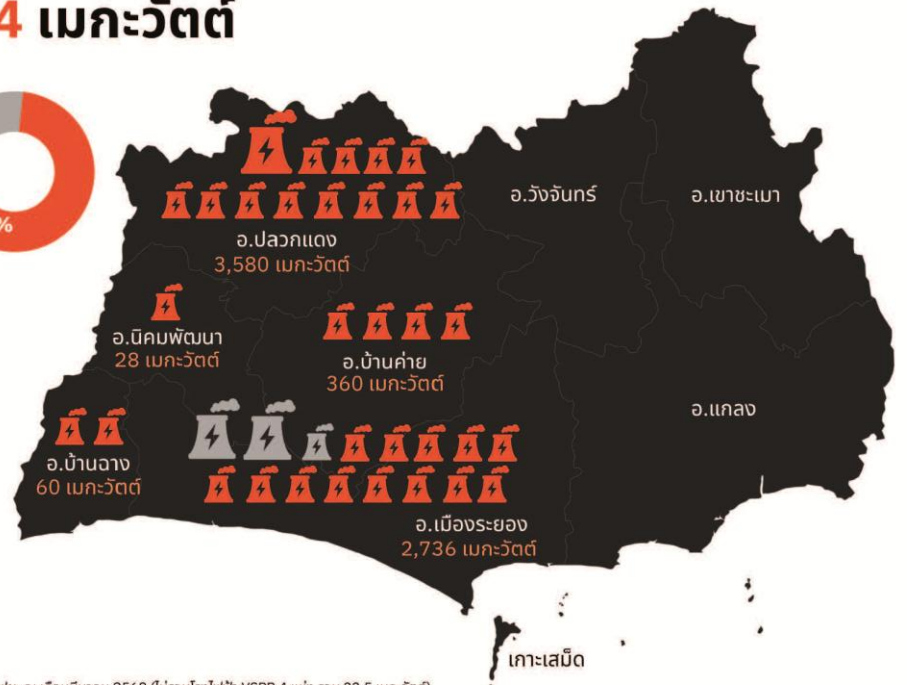 4 เมกะวัตต์
%
อ.วังจันทร์
อ.เขาชะเมา
อ.ปลวกแดง
3,580 เมกะวัตต์
อ.นิคมพัฒนา
28 เมกะวัตต์
อ.บ้านค่าย
360 เมกะวัตต์
อ.แกลง
อ.บ้านฉาง
60 เมกะวัตต์
อ.เมืองระยอง
2,736 เมกะวัตต์
เกาะเสม็ด